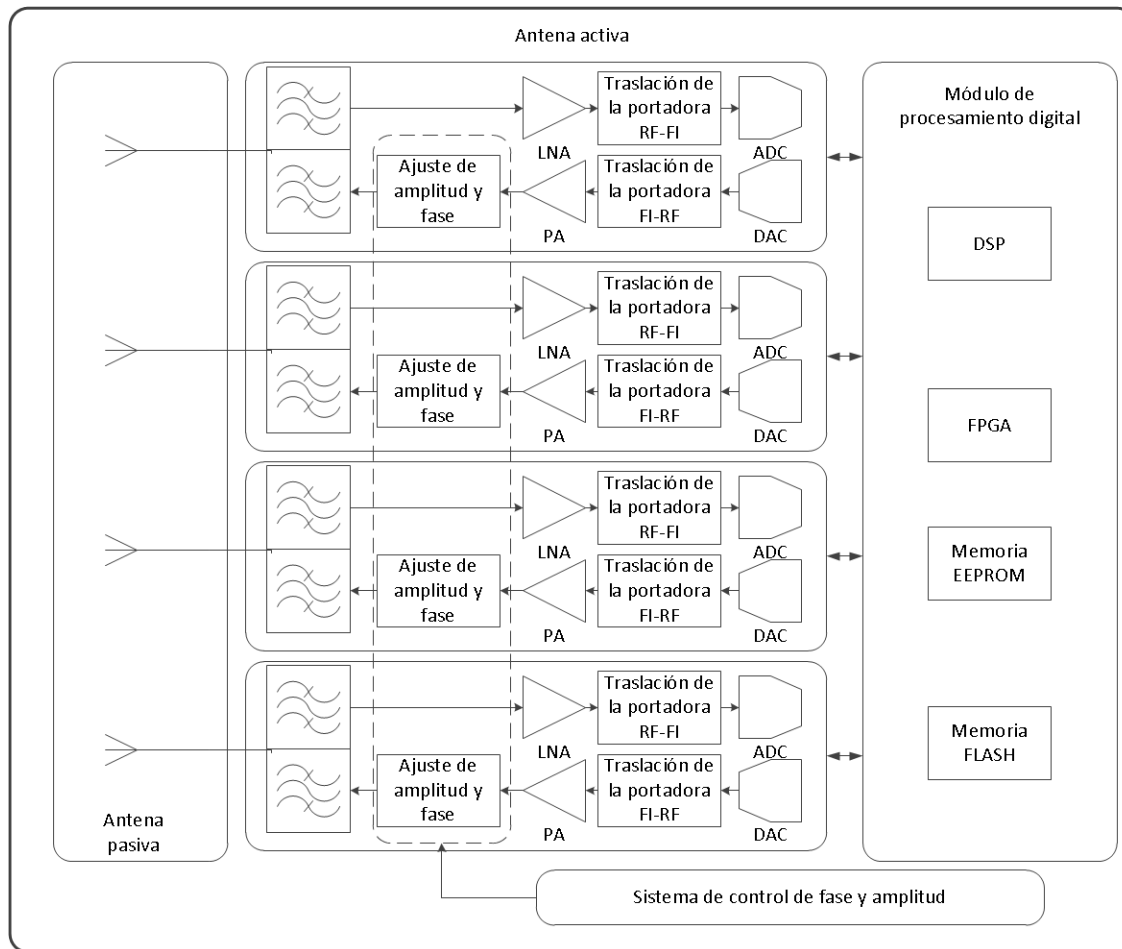 Antena activa
Traslación de
la portadora
RF-FI
LNA
ADC
Ajuste de
amplitud y
fase
PA
Traslación de
la portadora
FI-RF
DAC
Traslación de
la portadora
RF-FI
LNA
ADC
Ajuste de
amplitud y
fase
PA
Traslación de
la portadora
FI-RF
DAC
Traslación de
la portadora
RF-FI
LNA
ADC
Ajuste de
amplitud y
fase
PA
Traslación de
la portadora
FI-RF
DAC
Traslación de
la portadora
RF-FI
LNA
ADC
Ajuste de
amplitud y
fase
PA
Traslación de
la portadora
FI-RF
DAC
Antena
pasiva
Módulo de
procesamiento digital
DSP
FPGA
Memoria
EEPROM
Memoria
FLASH
Sistema de control de fase y amplitud